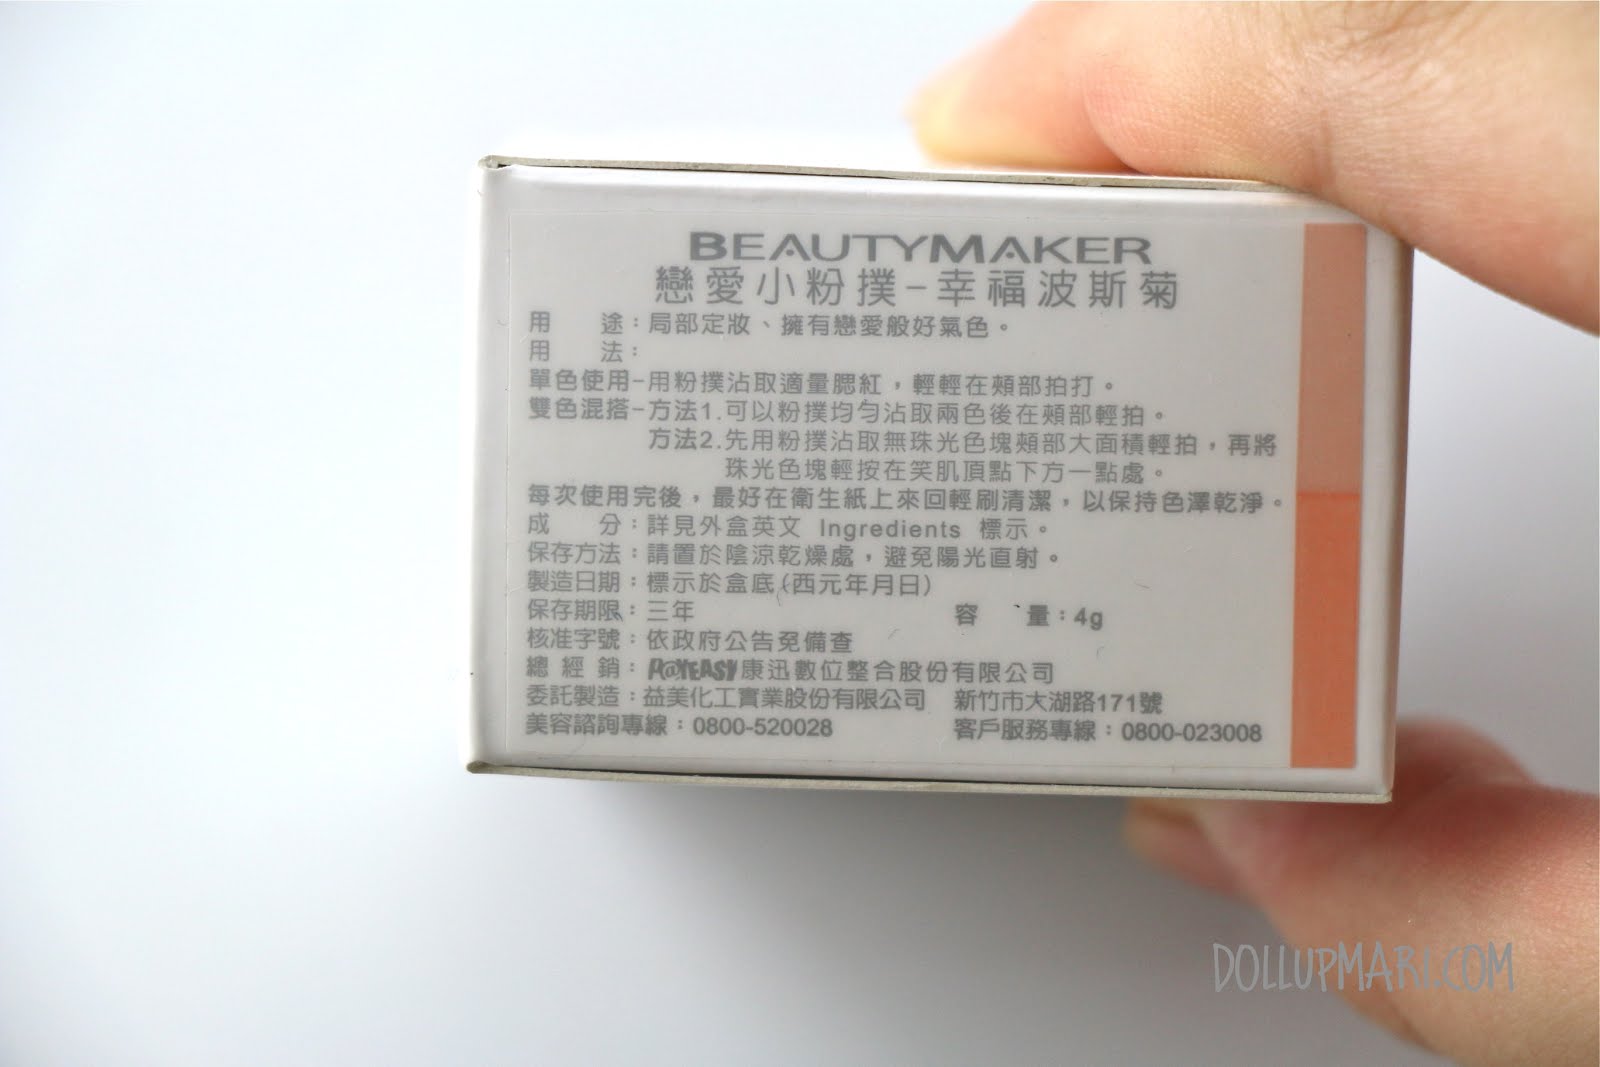 BEAUTYMAKER
戀愛小粉撲-幸福波斯菊
用 途：局部定妝、擁有戀愛般好氣色。
用 法：
單色使用-用粉撲沾取適量腮紅，輕輕在頰部拍打。
雙色混搭-方法1.可以粉撲均勻沾取兩色後在頰部輕拍。
方法2.先用粉撲沾取無珠光色塊頰部大面積輕拍，再將
珠光色塊輕按在笑肌頂點下方一點處。
每次使用完後，最好在衛生紙上來回輕刷清潔，以保持色澤乾淨。
成 分：詳見外盒英文 Ingredients 標示。
保存方法：請置於陰涼乾燥處，避免陽光直射。
製造日期：標示於盒底(西元年月日)
保存期限：三年 容 量：4g
核准字號：依政府公告免備查
總 經 銷：P@YEASY康迅數位整合股份有限公司
委託製造：益美化工實業股份有限公司 新竹市大湖路171號
美容諮詢專線：0800-520028 客戶服務專線：0800-023008
DOLLUPMARI.COM